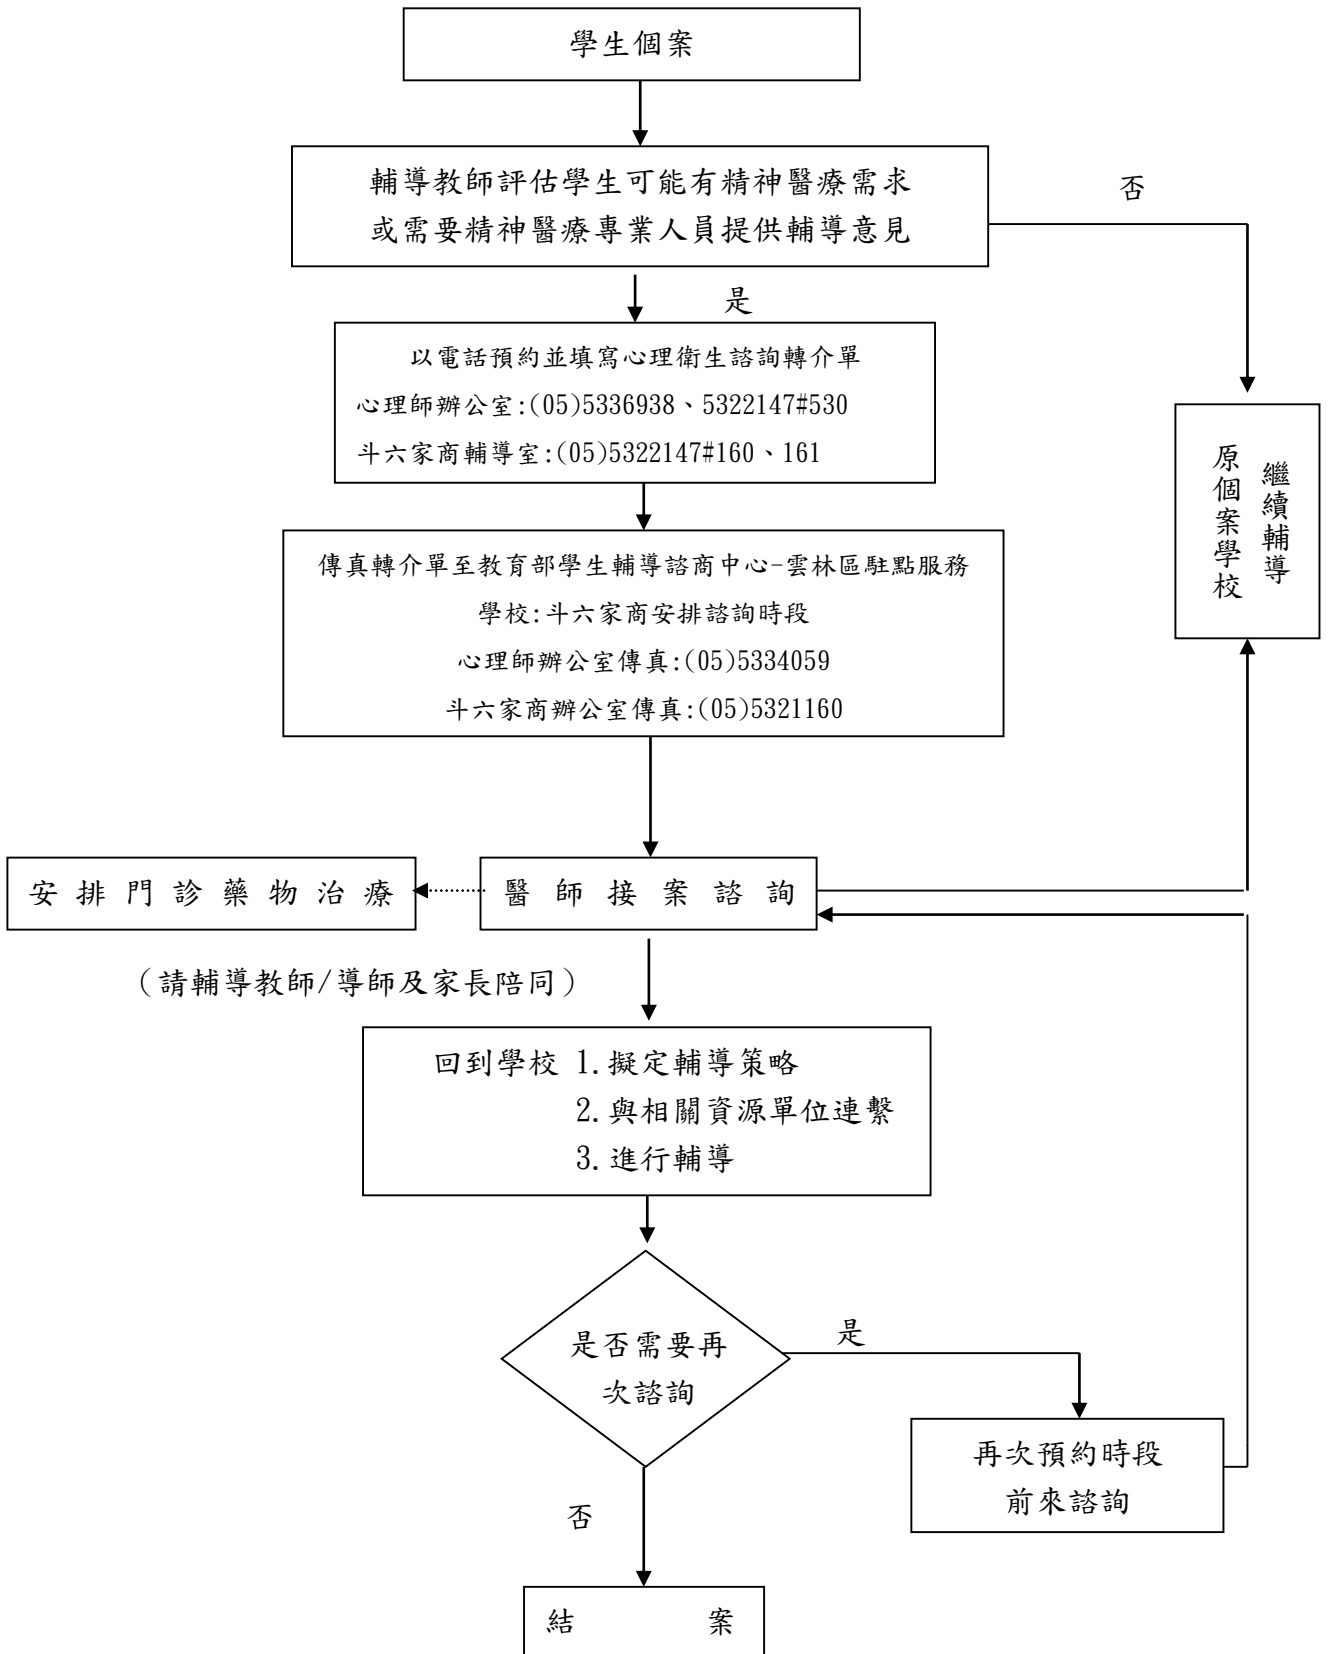 學生個案
輔導教師評估學生可能有精神醫療需求
或需要精神醫療專業人員提供輔導意見
否
是
以電話預約並填寫心理衛生諮詢轉介單
心理師辦公室:(05)5336938、5322147#530
斗六家商輔導室:(05)5322147#160、161
原個案學校
繼續輔導
傳真轉介單至教育部學生輔導諮商中心-雲林區駐點服務
學校:斗六家商安排諮詢時段
心理師辦公室傳真:(05)5334059
斗六家商辦公室傳真:(05)5321160
安排門診藥物治療
醫師接案諮詢
(請輔導教師/導師及家長陪同)
回到學校 1.擬定輔導策略
2.與相關資源單位連繫
3.進行輔導
是否需要再
次諮詢
是
再次預約時段
前來諮詢
否
結 案